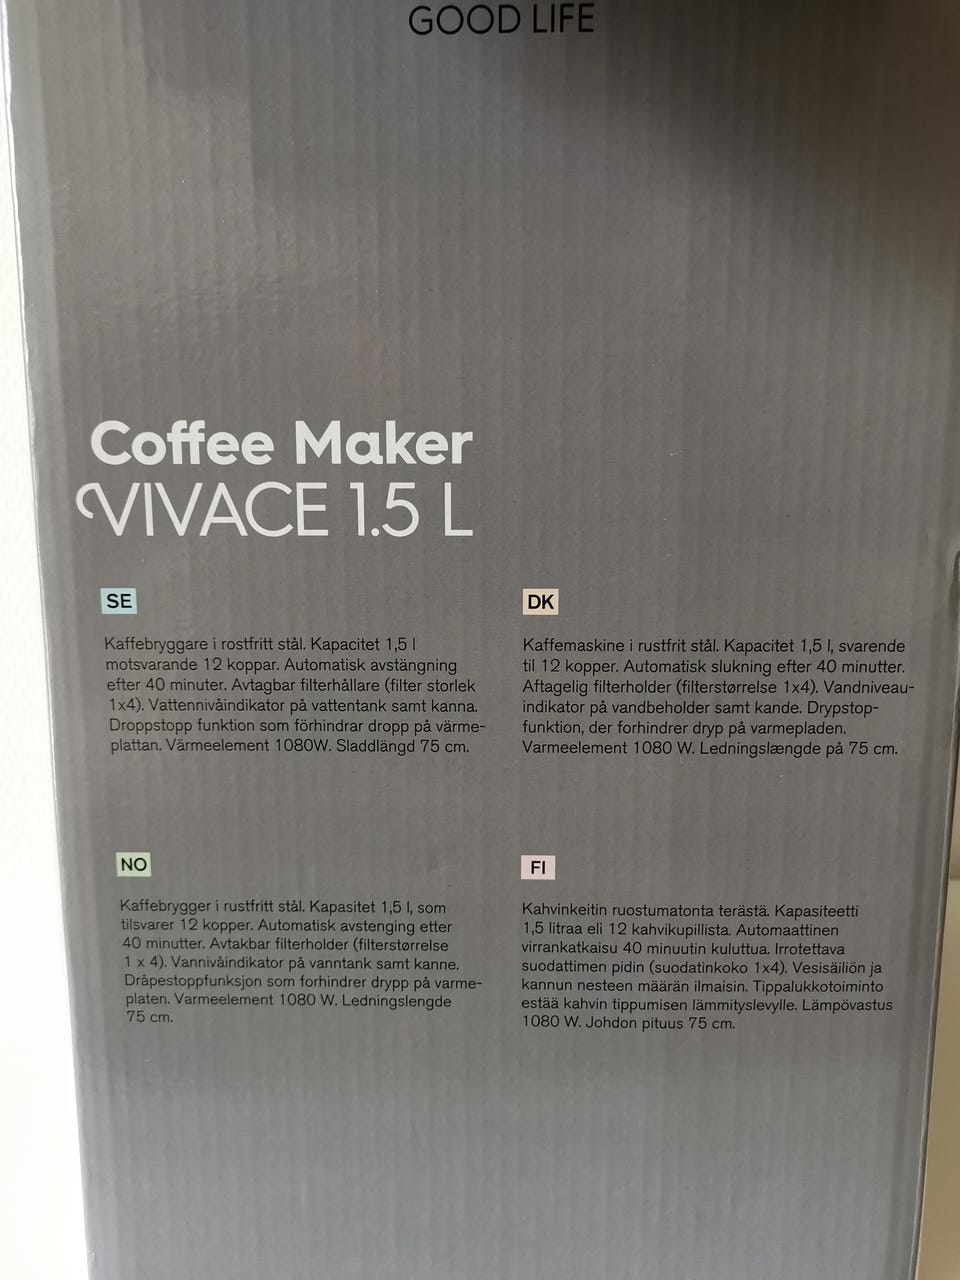 GOOD LIFE
Coffee Maker
VIVACE 1.5 L
SE
Kaffebryggare i rostfritt stål. Kapacitet 1,5 l
motsvarande 12 koppar. Automatisk avstängning
efter 40 minuter. Avtagbar filterhållare (filter storlek
1x4). Vattennivåindikator på vattentank samt kanna.
Droppstopp funktion som förhindrar dropp på värme-
plattan. Värmeelement 1080W. Sladdlängd 75 cm.
DK
Kaffemaskine i rustfrit stål. Kapacitet 1,5 l, svarende
til 12 kopper. Automatisk slukning efter 40 minutter.
Aftagelig filterholder (filterstørrelse 1x4). Vandniveau-
indikator på vandbeholder samt kande. Drypstop-
funktion, der forhindrer dryp på varmepladen.
Varmeelement 1080 W. Ledningslængde på 75 cm.
NO
Kaffebrygger i rustfritt stål. Kapasitet 1,5 l, som
tilsvarer 12 kopper. Automatisk avstenging etter
40 minutter. Avtakbar filterholder (filterstørrelse
1 x 4). Vannivåindikator på vanntank samt kanne.
Dråpestoppfunksjon som forhindrer drypp på varme-
platen. Varmeelement 1080 W. Ledningslengde
75 cm.
FI
Kahvinkeitin ruostumatonta terästä. Kapasiteetti
1,5 litraa eli 12 kahvikupillista. Automaattinen
virrankatkaisu 40 minuutin kuluttua. Irrotettava
suodattimen pidin (suodatinkoko 1x4). Vesisäiliön ja
kannun nesteen määrän ilmaisin. Tippalukkotoiminto
estää kahvin tippumisen lämmityslevylle. Lämpövastus
1080 W. Johdon pituus 75 cm.